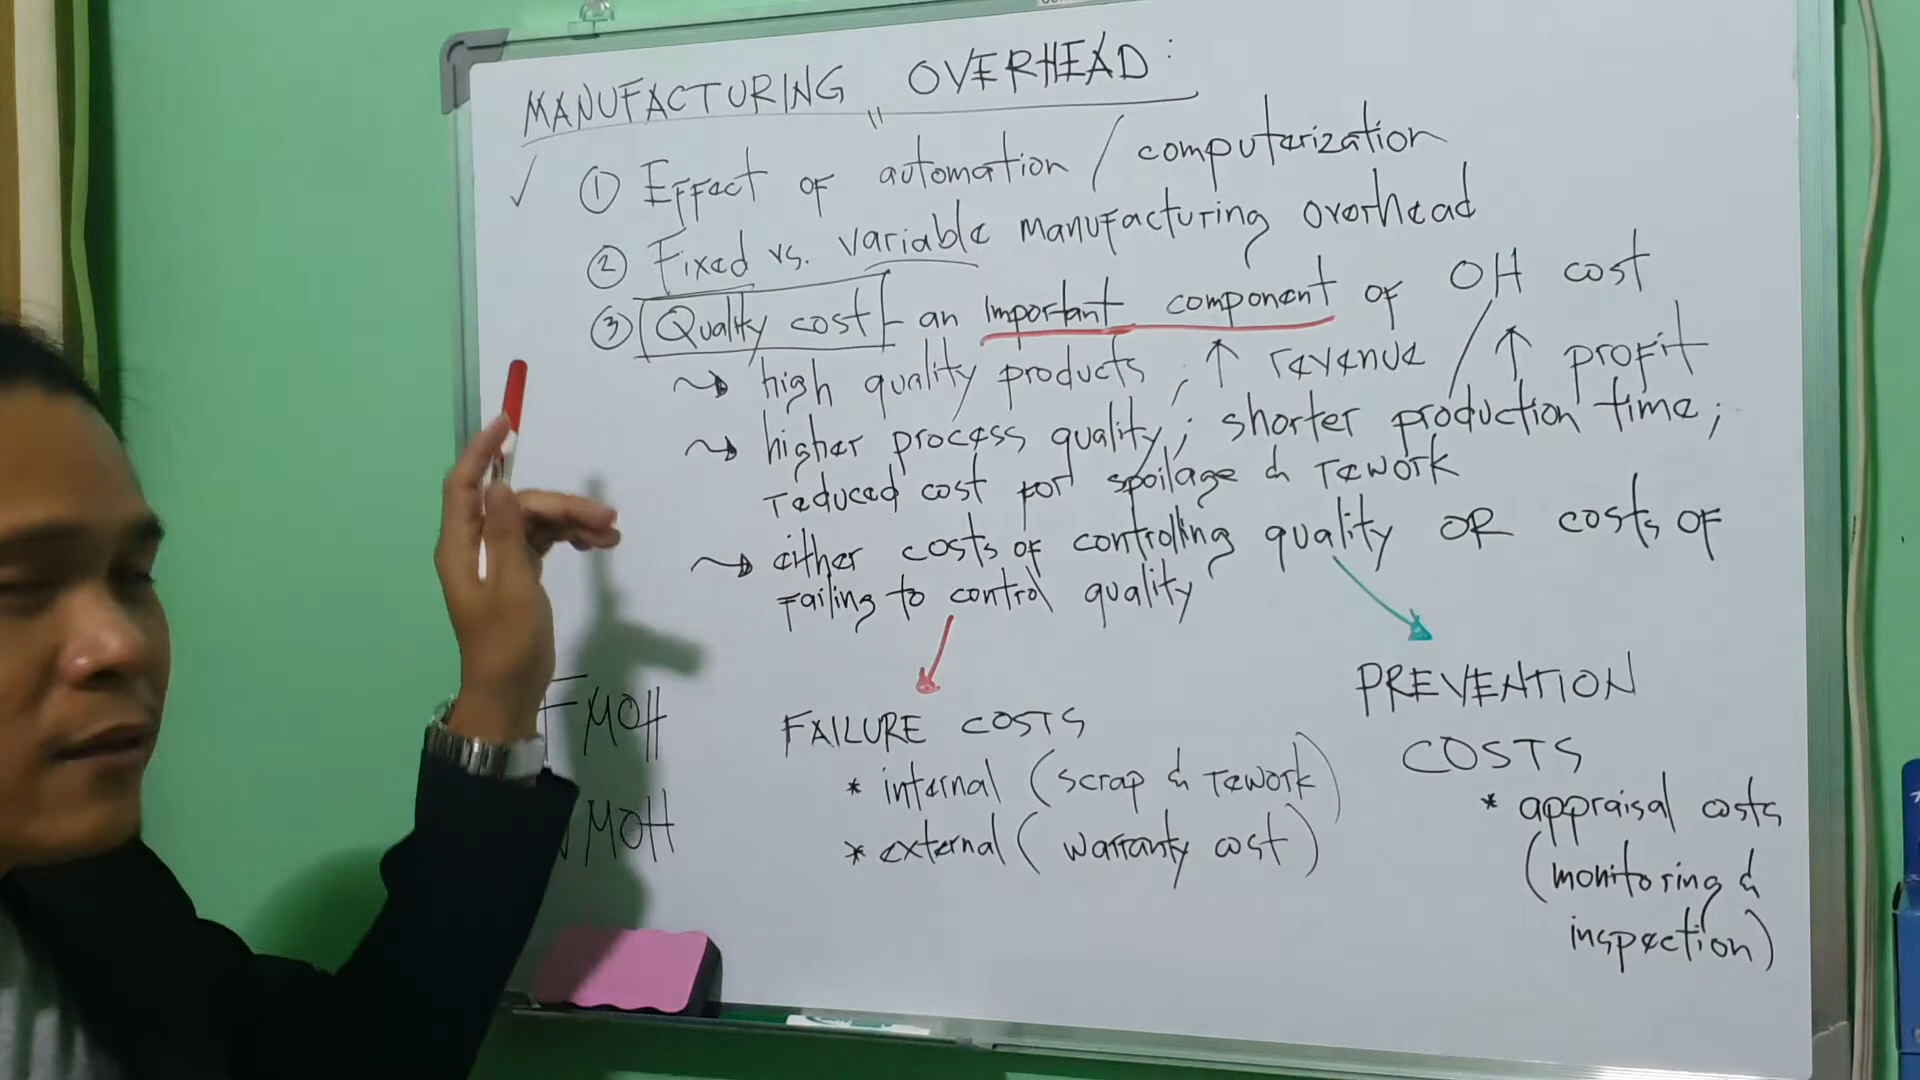 MANUFACTURING OVERHEAD:
✓ ① Effect of automation / computerization
② Fixed vs. variable manufacturing overhead
③ Quality cost - an important component of OH cost
↝ high quality products ; ↑ revenue / ↑ profit
↝ higher process quality ; shorter production time ;
reduced cost for spoilage & rework
↝ either costs of controlling quality OR costs of
failing to control quality
FMOH
VMOH
FAILURE COSTS
* internal (scrap & rework)
* external (warranty cost)
PREVENTION
COSTS
* appraisal costs
(monitoring &
inspection)